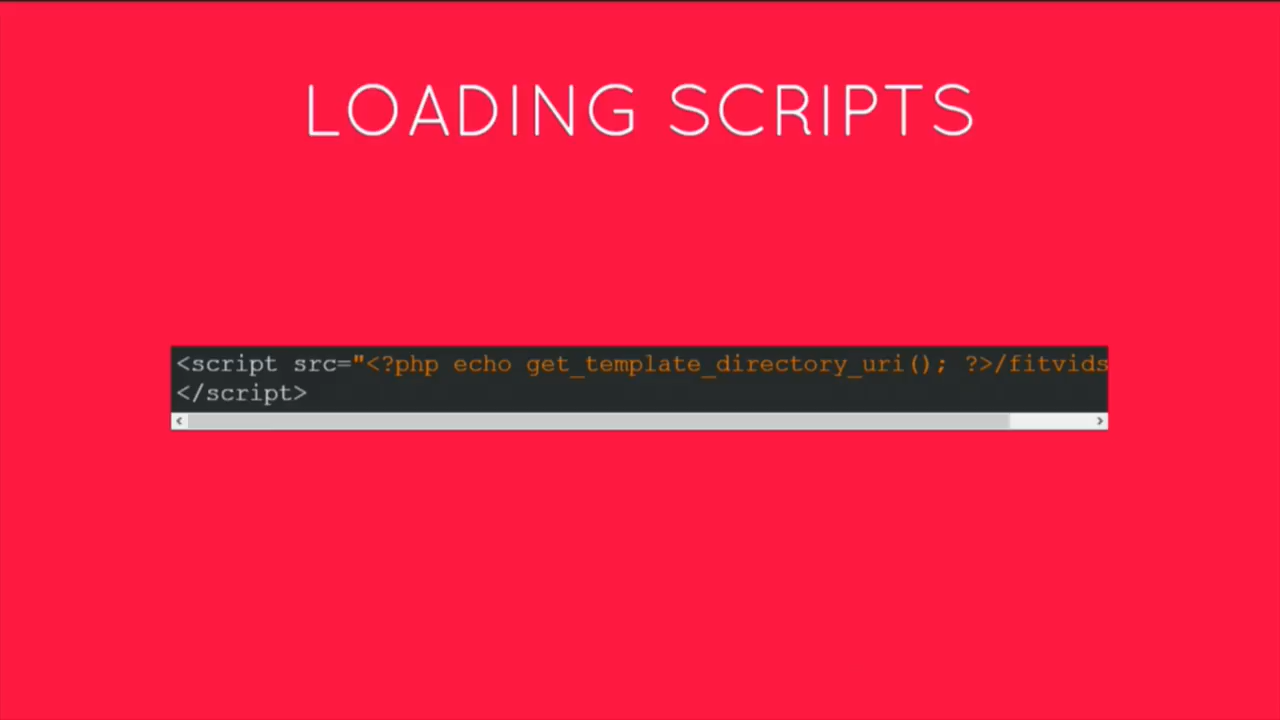 LOADING SCRIPTS
<script src="<?php echo get_template_directory_uri(); ?>/fitvids
</script>